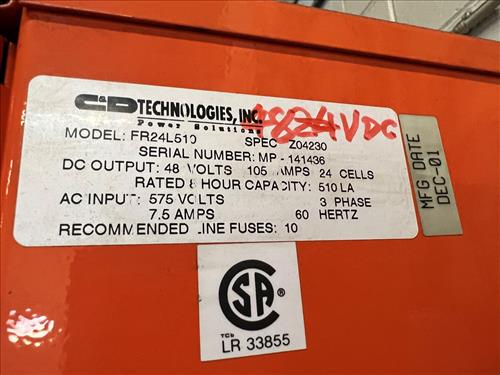 C&D TECHNOLOGIES, INC.
Power Solutions
24VDC
MODEL: FR24L510 SPEC Z04230
SERIAL NUMBER: MP - 141436
DC OUTPUT: 48 VOLTS 105 AMPS 24 CELLS
RATED 8 HOUR CAPACITY: 510 LA
AC INPUT: 575 VOLTS 3 PHASE
7.5 AMPS 60 HERTZ
RECOMMENDED LINE FUSES: 10
MFG DATE
DEC-01
CSA
TC6
LR 33855